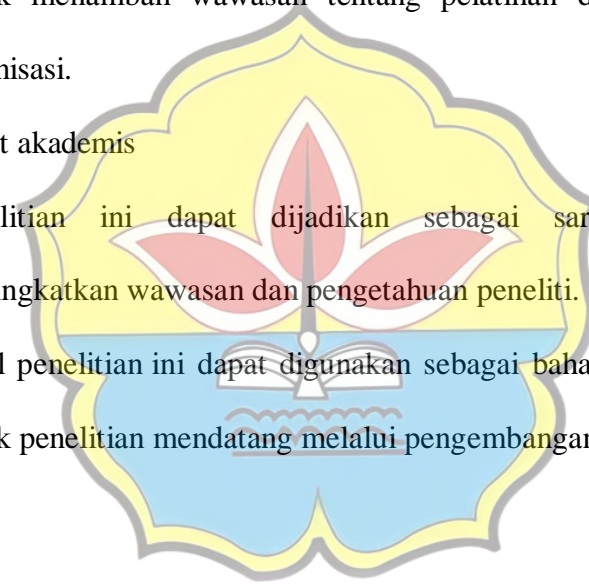 menambah wawasan tentang pelatihan
nisasi.
t akademis
litian ini dapat dijadikan sebagai sar
ingkatkan wawasan dan pengetahuan peneliti.
l penelitian ini dapat digunakan sebagai baha
k penelitian mendatang melalui pengembangan